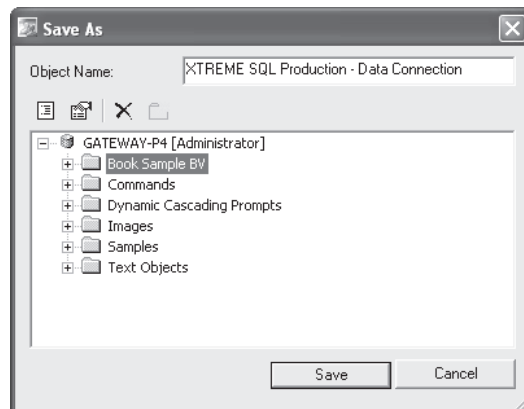 Save As
Object Name: XTREME SQL Production - Data Connection
GATEWAY-P4 [Administrator]
Book Sample BV
Commands
Dynamic Cascading Prompts
Images
Samples
Text Objects
Save Cancel